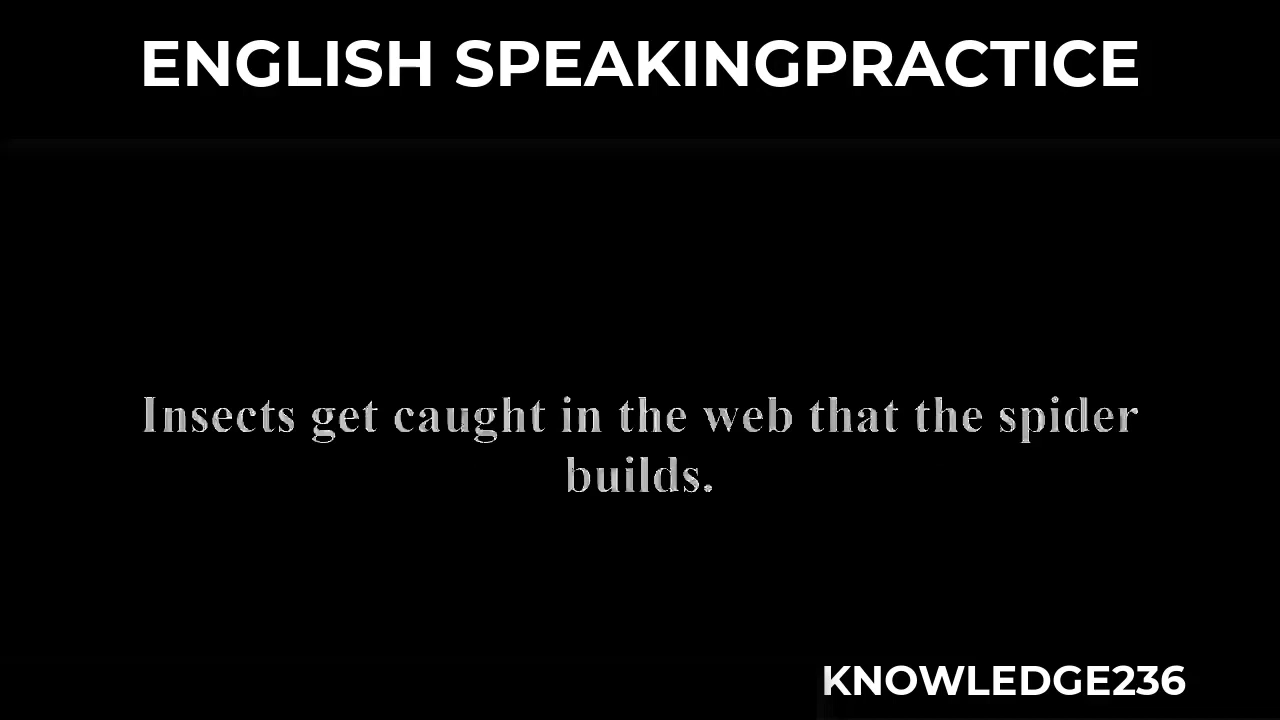 ENGLISH SPEAKINGPRACTICE
Insects get caught in the web that the spider
builds.
KNOWLEDGE236